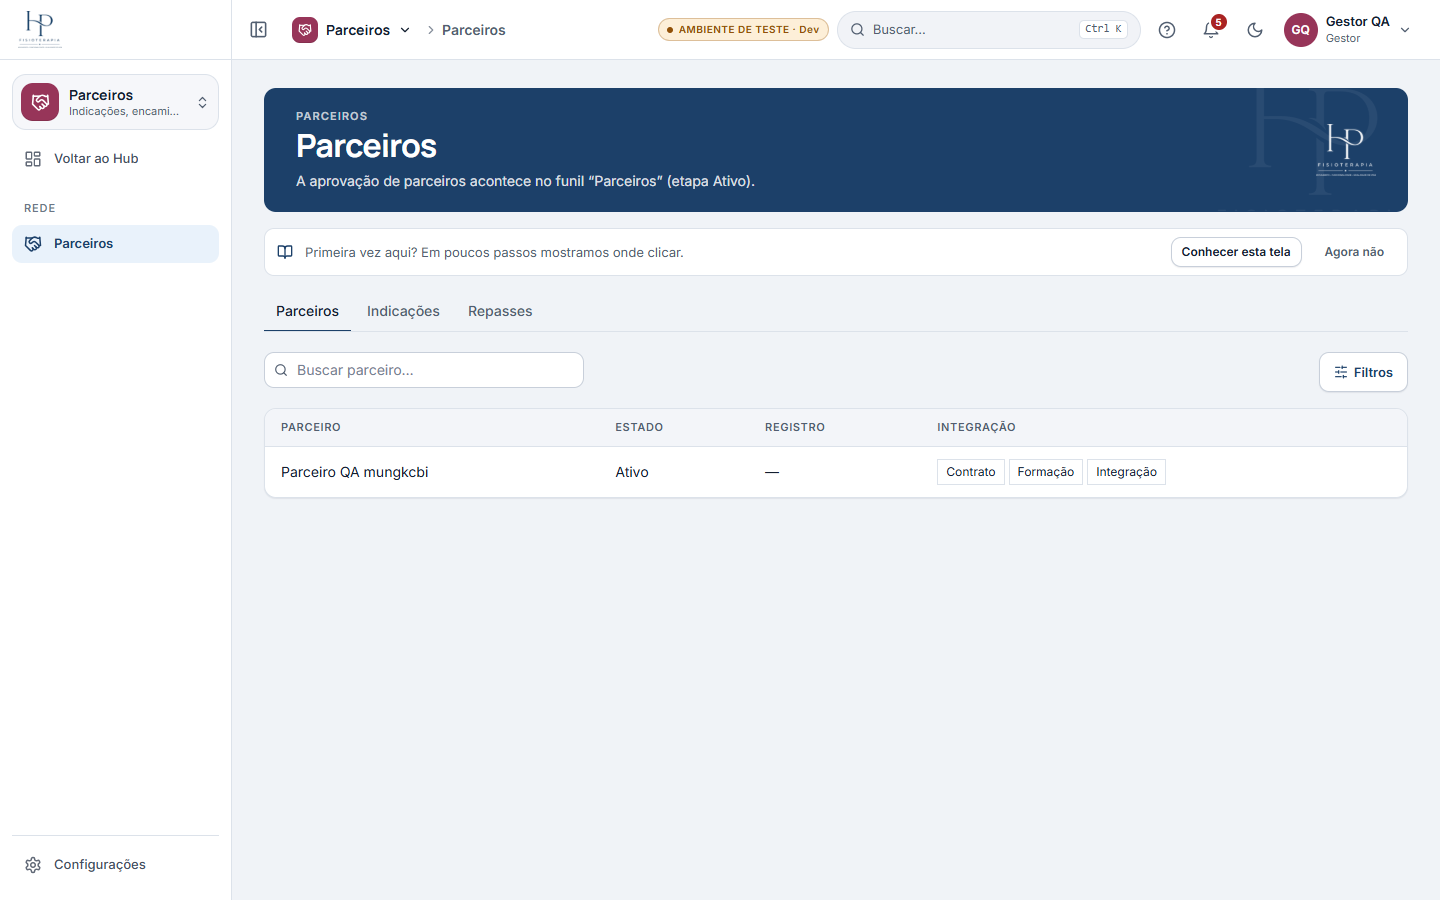 HP
FISIOTERAPIA
Parceiros
Parceiros
AMBIENTE DE TESTE · Dev
Buscar...
Ctrl K
5
GQ
Gestor QA
Gestor
Parceiros
Indicações, encami...
Voltar ao Hub
REDE
Parceiros
Configurações
PARCEIROS
Parceiros
A aprovação de parceiros acontece no funil “Parceiros” (etapa Ativo).
HP
FISIOTERAPIA
Primeira vez aqui? Em poucos passos mostramos onde clicar.
Conhecer esta tela
Agora não
Parceiros Indicações Repasses
Buscar parceiro...
Filtros
PARCEIRO ESTADO REGISTRO INTEGRAÇÃO
Parceiro QA mungkcbi Ativo — Contrato Formação Integração